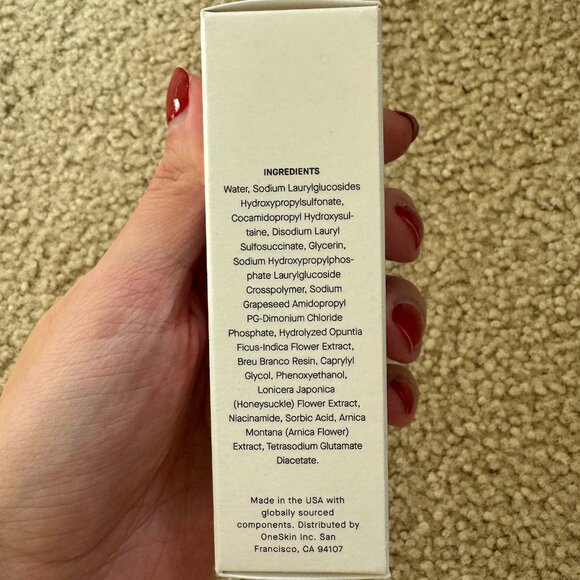 INGREDIENTS
Water, Sodium Laurylglucosides
Hydroxypropylsulfonate,
Cocamidopropyl Hydroxysul-
taine, Disodium Lauryl
Sulfosuccinate, Glycerin,
Sodium Hydroxypropylphos-
phate Laurylglucoside
Crosspolymer, Sodium
Grapeseed Amidopropyl
PG-Dimonium Chloride
Phosphate, Hydrolyzed Opuntia
Ficus-Indica Flower Extract,
Breu Branco Resin, Caprylyl
Glycol, Phenoxyethanol,
Lonicera Japonica
(Honeysuckle) Flower Extract,
Niacinamide, Sorbic Acid, Arnica
Montana (Arnica Flower)
Extract, Tetrasodium Glutamate
Diacetate.
Made in the USA with
globally sourced
components. Distributed by
OneSkin Inc. San
Francisco, CA 94107